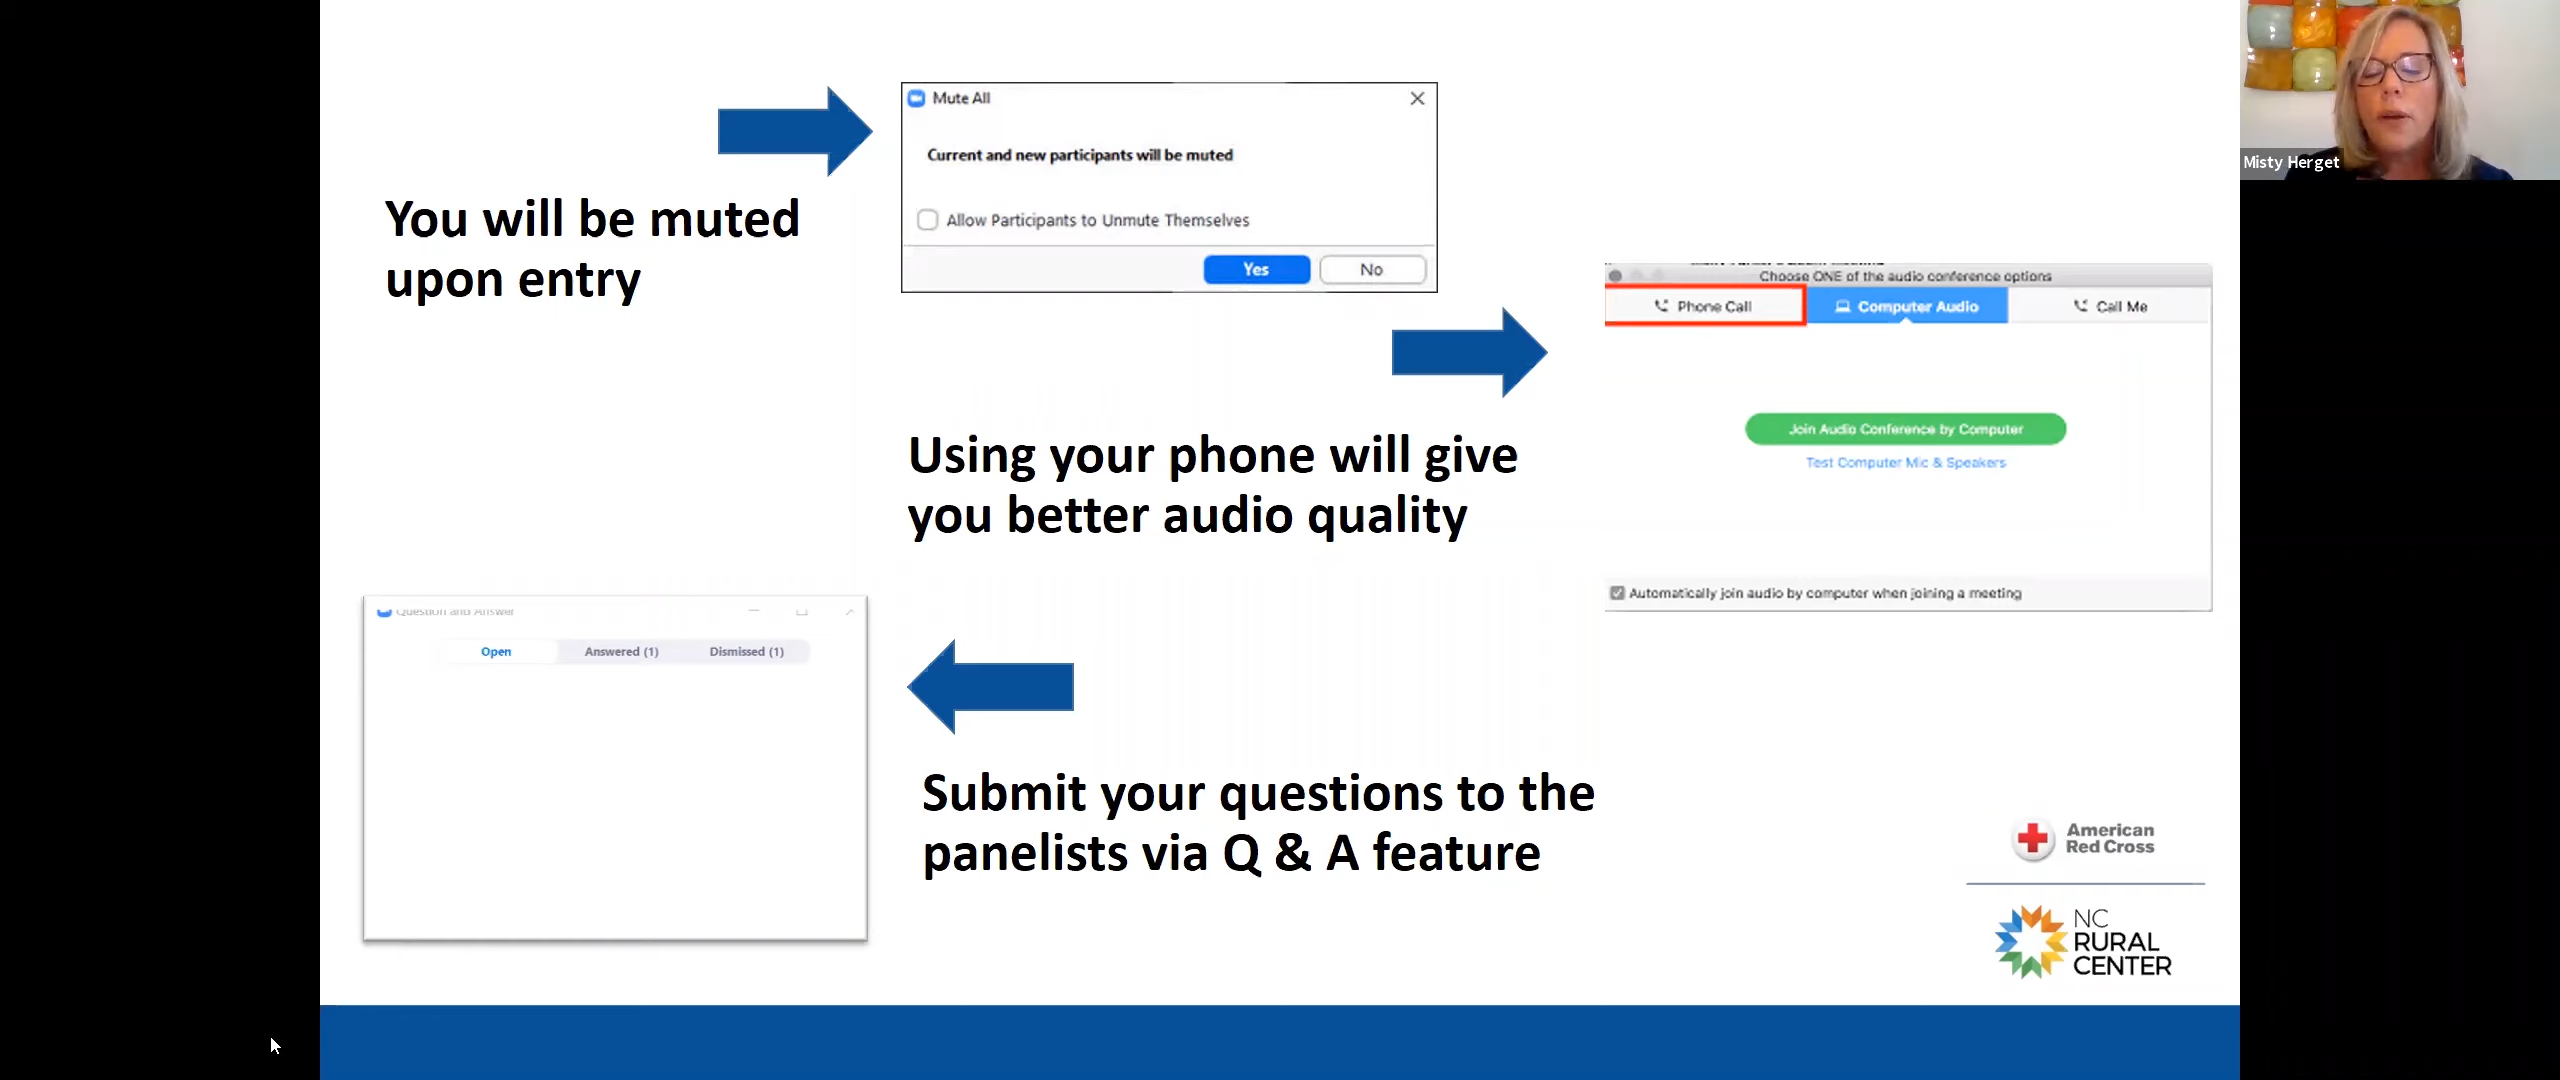 Mute All
Current and new participants will be muted
Allow Participants to Unmute Themselves
Yes
No
You will be muted
upon entry
Misty Herget
Choose ONE of the audio conference options
Phone Call
Computer Audio
Call Me
Join Audio Conference by Computer
Test Computer Mic & Speakers
Automatically join audio by computer when joining a meeting
Using your phone will give
you better audio quality
Question and Answer
Open
Answered (1)
Dismissed (1)
Submit your questions to the
panelists via Q & A feature
American
Red Cross
NC
RURAL
CENTER